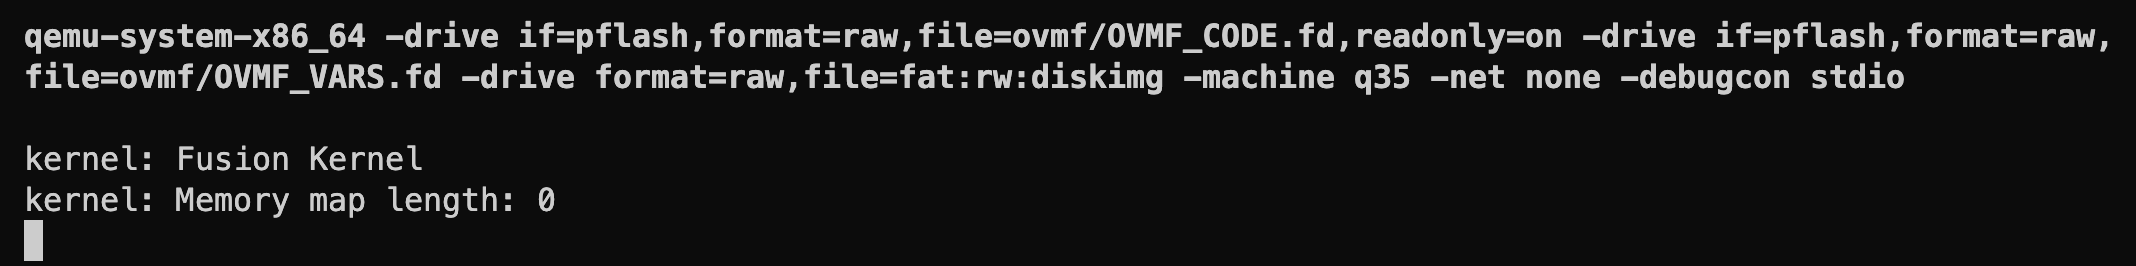 qemu-system-x86_64 -drive if=pflash,format=raw,file=ovmf/OVMF_CODE.fd,readonly=on -drive if=pflash,format=raw,
file=ovmf/OVMF_VARS.fd -drive format=raw,file=fat:rw:diskimg -machine q35 -net none -debugcon stdio
kernel: Fusion Kernel
kernel: Memory map length: 0